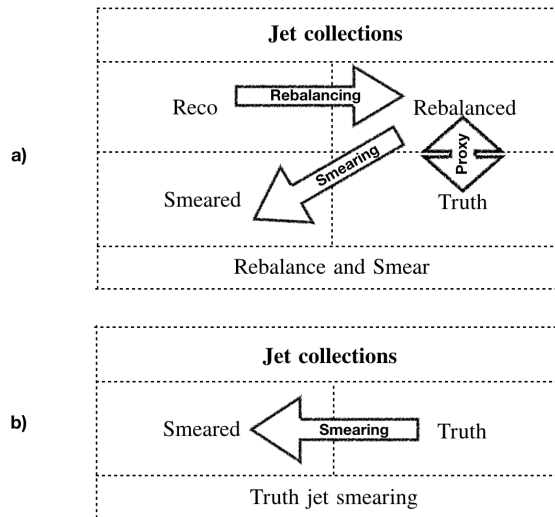 Jet collections
Rebalancing
Reco
Rebalanced
a)
Smearing
Proxy
Smeared
Truth
Rebalance and Smear
Jet collections
b)
Smeared
Smearing
Truth
Truth jet smearing